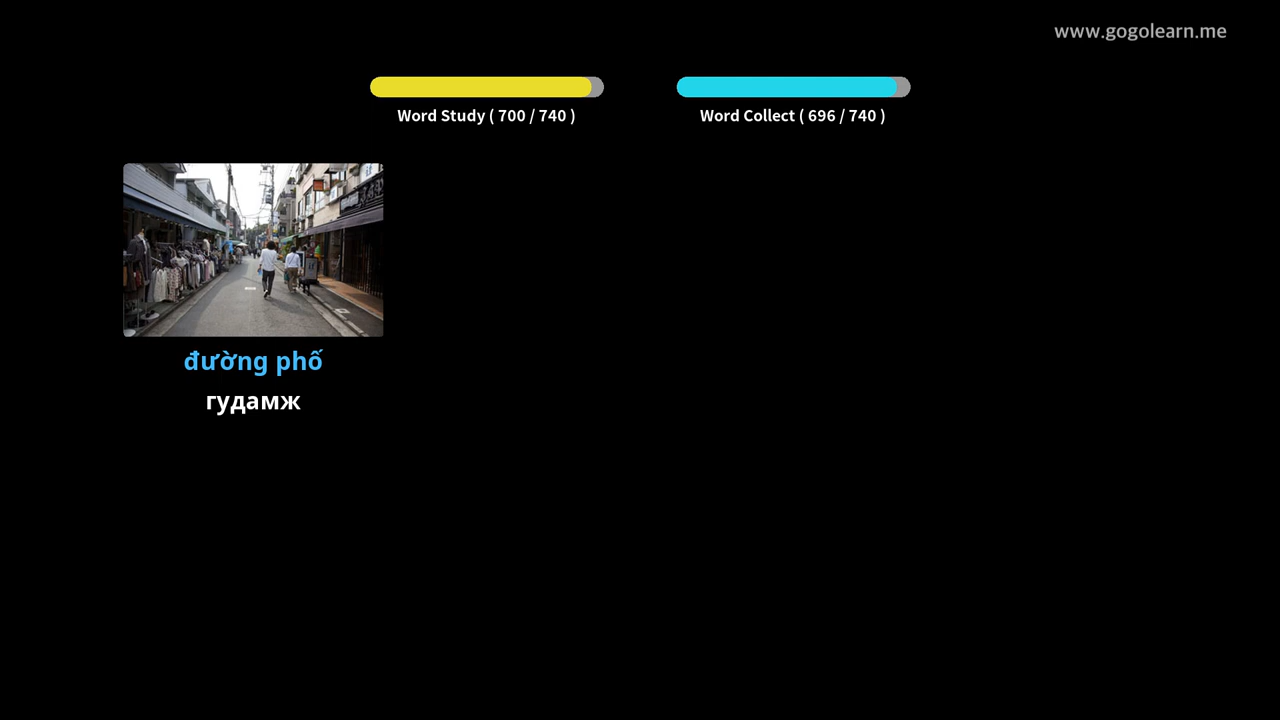 www.gogolearn.me
Word Study ( 700 / 740 )
Word Collect ( 696 / 740 )
đường phố
гудамж